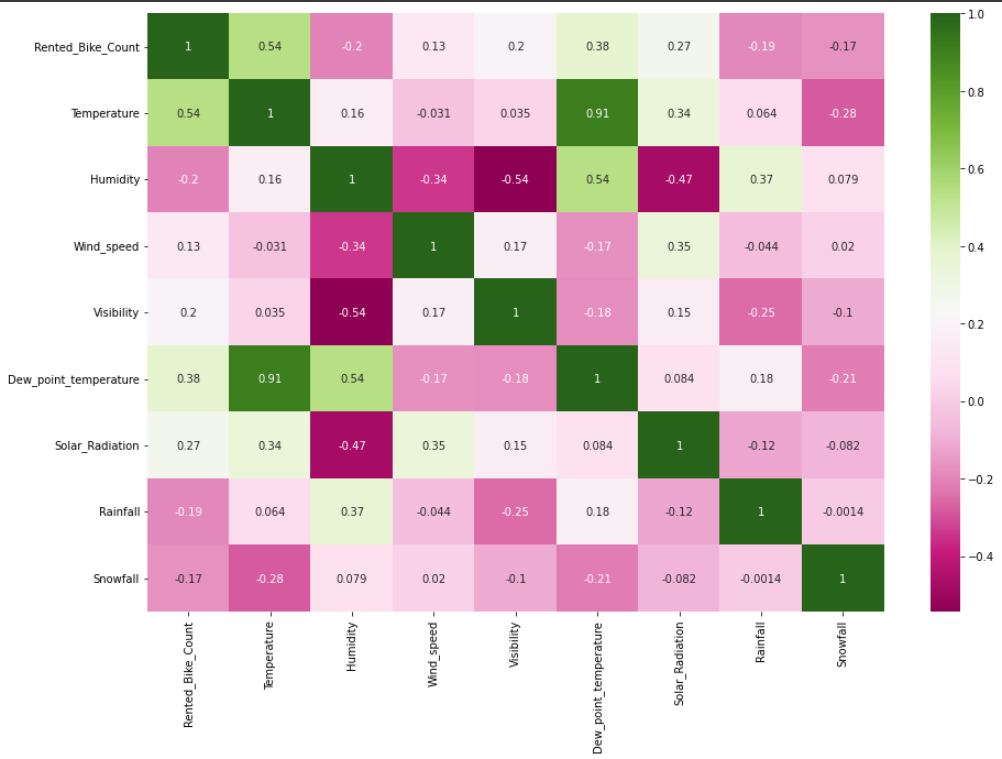 Rented_Bike_Count 1 0.54 -0.2 0.13 0.2 0.38 0.27 -0.19 -0.17
Temperature 0.54 1 0.16 -0.031 0.035 0.91 0.34 0.064 -0.28
Humidity -0.2 0.16 1 -0.34 -0.54 0.54 -0.47 0.37 0.079
Wind_speed 0.13 -0.031 -0.34 1 0.17 -0.17 0.35 -0.044 0.02
Visibility 0.2 0.035 -0.54 0.17 1 -0.18 0.15 -0.25 -0.1
Dew_point_temperature 0.38 0.91 0.54 -0.17 -0.18 1 0.084 0.18 -0.21
Solar_Radiation 0.27 0.34 -0.47 0.35 0.15 0.084 1 -0.12 -0.082
Rainfall -0.19 0.064 0.37 -0.044 -0.25 0.18 -0.12 1 -0.0014
Snowfall -0.17 -0.28 0.079 0.02 -0.1 -0.21 -0.082 -0.0014 1
Rented_Bike_Count
Temperature
Humidity
Wind_speed
Visibility
Dew_point_temperature
Solar_Radiation
Rainfall
Snowfall
1.0
0.8
0.6
0.4
0.2
0.0
−0.2
−0.4